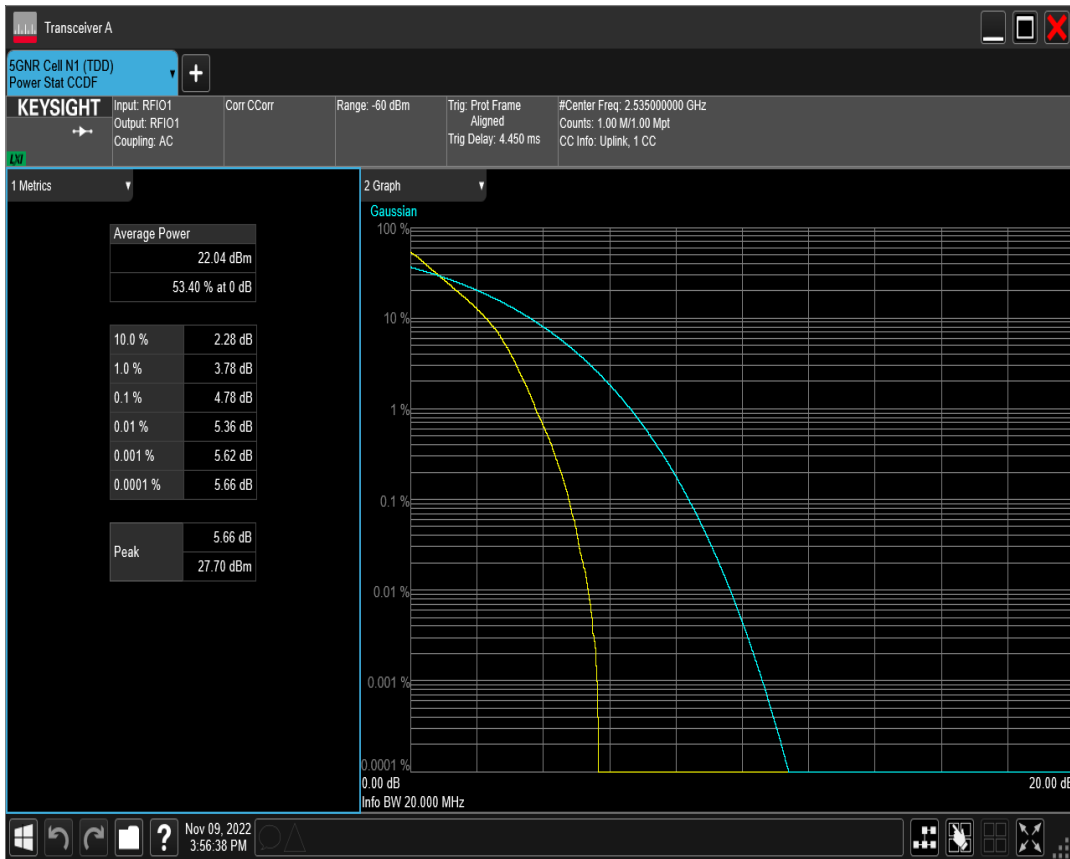 Transceiver A
5GNR Cell N1 (TDD)
Power Stat CCDF
+
KEYSIGHT
LXI
Input: RFIO1
Output: RFIO1
Coupling: AC
Corr CCorr
Range: -60 dBm
Trig: Prot Frame
Aligned
Trig Delay: 4.450 ms
#Center Freq: 2.535000000 GHz
Counts: 1.00 M/1.00 Mpt
CC Info: Uplink, 1 CC
1 Metrics
Average Power
22.04 dBm
53.40 % at 0 dB
10.0 % 2.28 dB
1.0 % 3.78 dB
0.1 % 4.78 dB
0.01 % 5.36 dB
0.001 % 5.62 dB
0.0001 % 5.66 dB
Peak
5.66 dB
27.70 dBm
2 Graph
Gaussian
100 %
10 %
1 %
0.1 %
0.01 %
0.001 %
0.0001 %
0.00 dB 20.00 dB
Info BW 20.000 MHz
?
Nov 09, 2022
3:56:38 PM